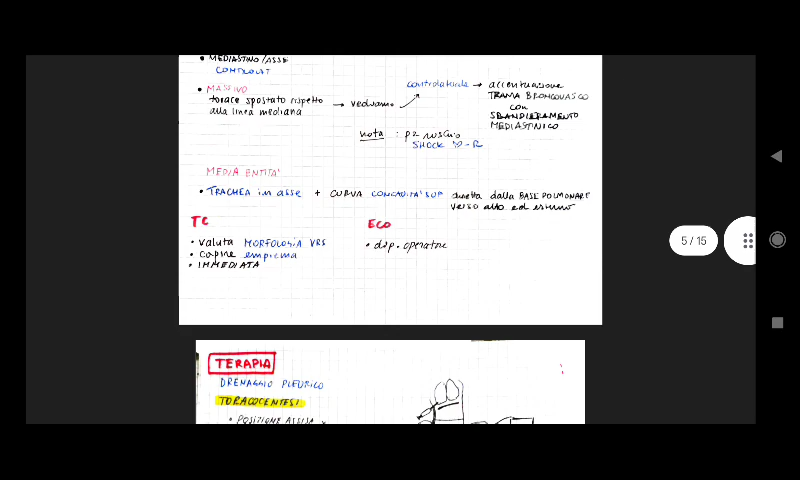 • MEDIASTINO/ASSE
COMPROMT
• MASSIVO
torace spostato rispetto
alla linea mediana
→ vediamo
controlaterale → accentuazione
TRAMA BRONCOVASCO
con
SBANDIERAMENTO
MEDIASTINICO
nota : pz rischio
SHOCK ♡-R
MEDIA ENTITA'
• TRACHEA in asse + CURVA CONCAVITA' SUP diretta dalla BASE POLMONARE
verso alto ed esterno
TC
• valuta MORFOLOGIA VRS
• capire empiema
• IMMEDIATA
ECO
• dip. operatore
5 / 15
TERAPIA
DRENAGGIO PLEURICO
TORACOCENTESI
• POSIZIONE ASSISA